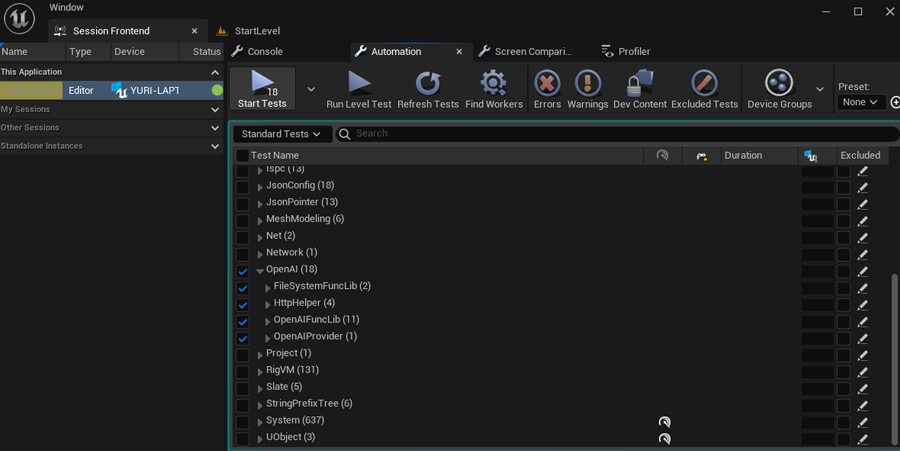 Window
Session Frontend
StartLevel
Name Type Device Status
Console Automation Screen Compari... Profiler
This Application
Editor YURI-LAPT
My Sessions
Other Sessions
Standalone Instances
18
Start Tests Run Level Test Refresh Tests Find Workers Errors Warnings Dev Content Excluded Tests Device Groups
Preset:
None
Standard Tests Search
Test Name Duration Excluded
Ispc (13)
JsonConfig (18)
JsonPointer (13)
MeshModeling (6)
Net (2)
Network (1)
OpenAI (18)
FileSystemFuncLib (2)
HttpHelper (4)
OpenAIFuncLib (11)
OpenAIProvider (1)
Project (1)
RigVM (131)
Slate (5)
StringPrefixTree (6)
System (637)
UObject (3)